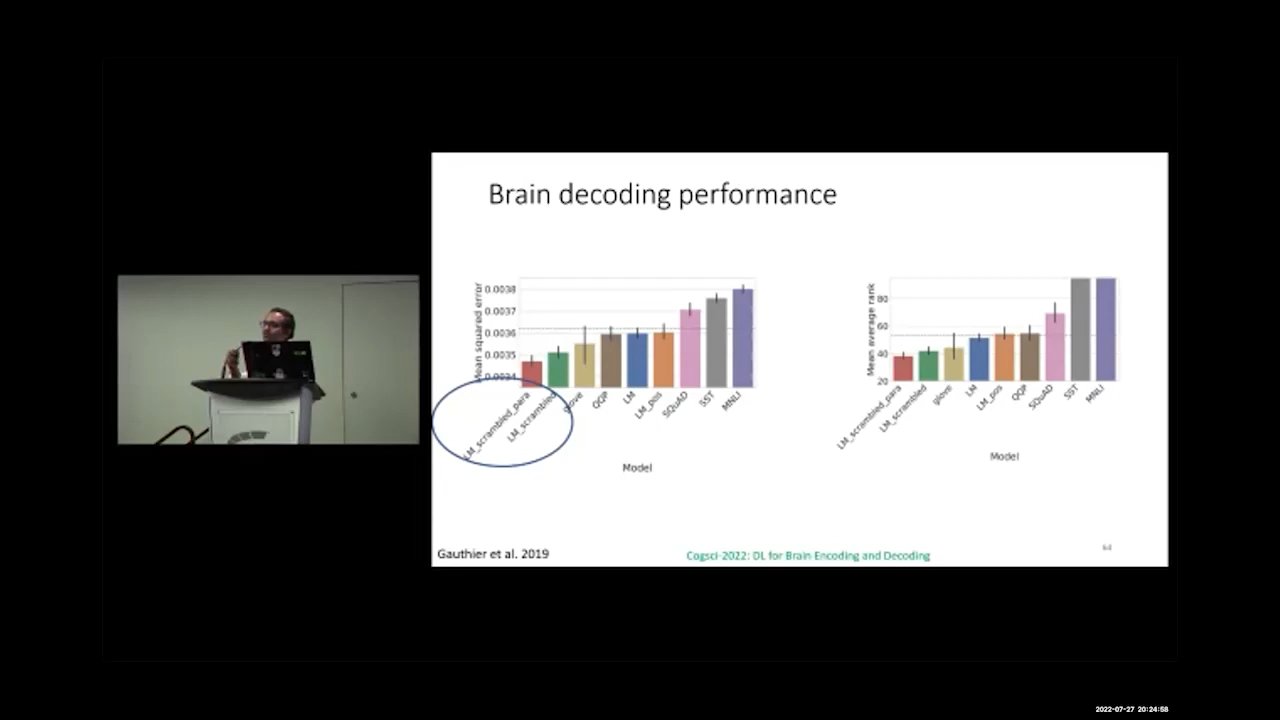 Brain decoding performance
Mean squared error
0.0038
0.0037
0.0036
0.0035
0.0034
LM_scrambled_para
LM_scrambled
glove
QQP
LM
LM_pos
SQuAD
SST
MNLI
Model
Mean average rank
80
60
40
20
LM_scrambled_para
LM_scrambled
glove
LM
LM_pos
QQP
SQuAD
SST
MNLI
Model
Gauthier et al. 2019
Cogsci-2022: DL for Brain Encoding and Decoding
2022-07-27 20:24:58